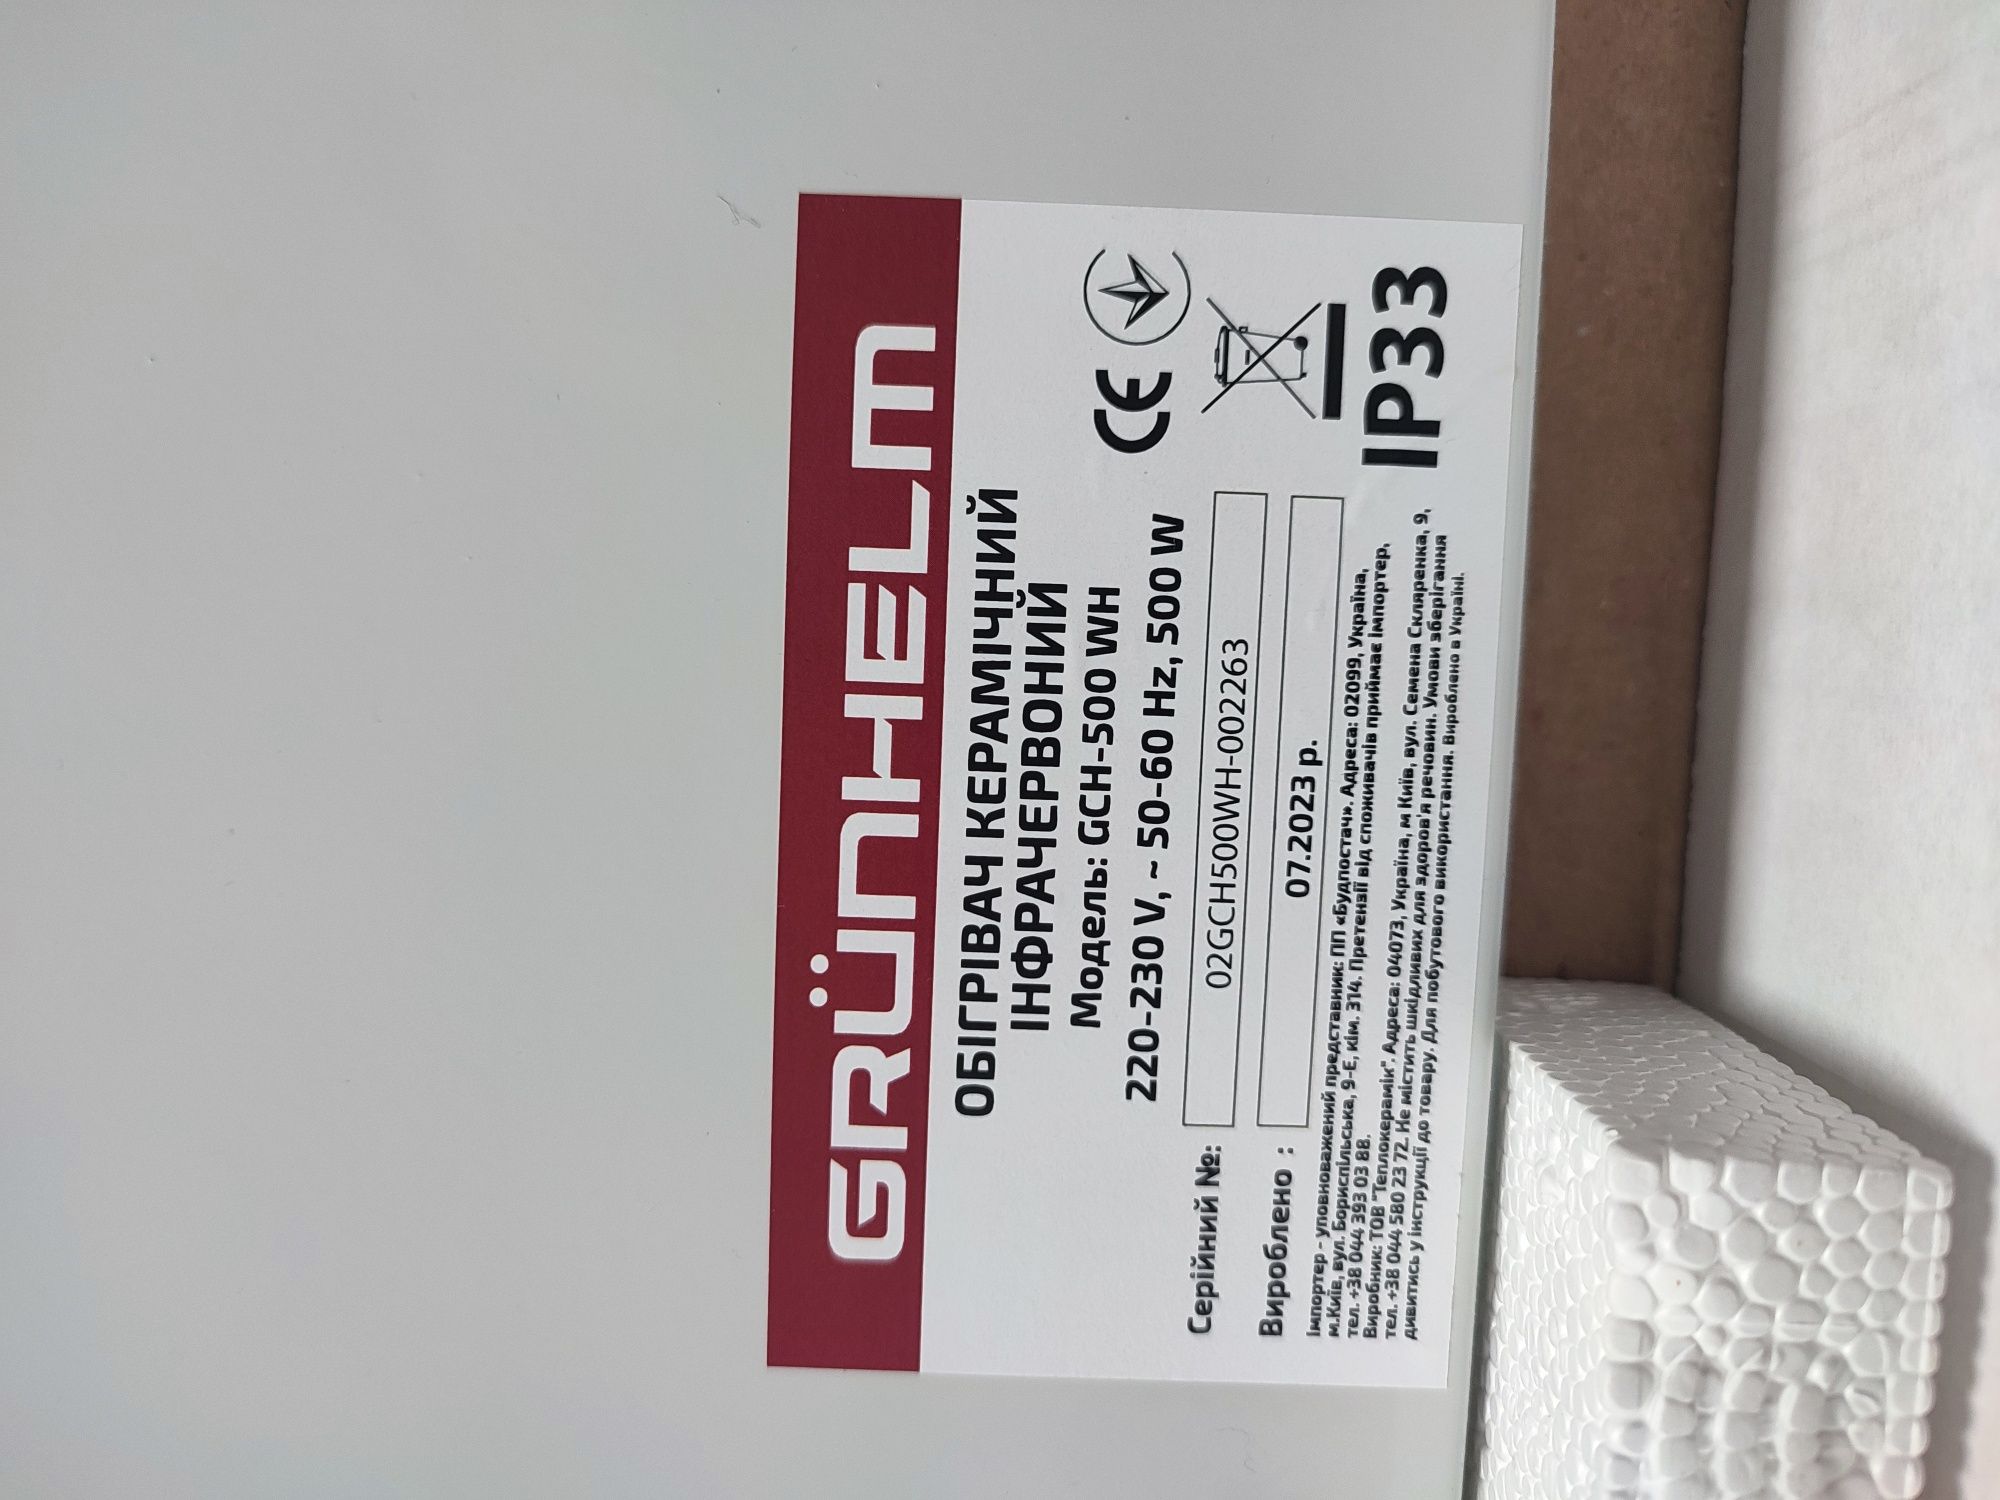 GRÜNHELM
ОБІГРІВАЧ КЕРАМІЧНИЙ
ІНФРАЧЕРВОНИЙ
Модель: GCH-500 WH
220-230 V, ~ 50-60 Hz, 500 W
CE
Серійний №: 02GCH500WH-002263
Вироблено : 07.2023 р.
IP33
Імпортер - уповноважений представник: ПП «Будпостач». Адреса: 02099, Україна,
м.Київ, вул. Бориспільська, 9-Е, кім. 314. Претензії від споживачів приймає Імпортер,
тел. +38 044 393 03 88.
Виробник: ТОВ "Теплокерамік". Адреса: 04073, Україна, м Київ, вул. Семена Скляренка, 9,
тел. +38 044 580 23 72. Не містить шкідливих для здоров'я речовин. Умови зберігання
дивитись у інструкції до товару. Для побутового використання. Вироблено в Україні.